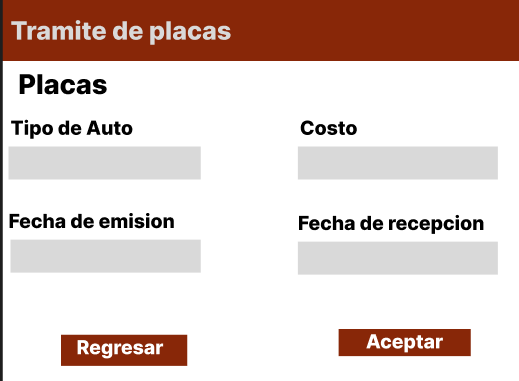 Tramite de placas
Placas
Tipo de Auto
Costo
Fecha de emision
Fecha de recepcion
Regresar
Aceptar